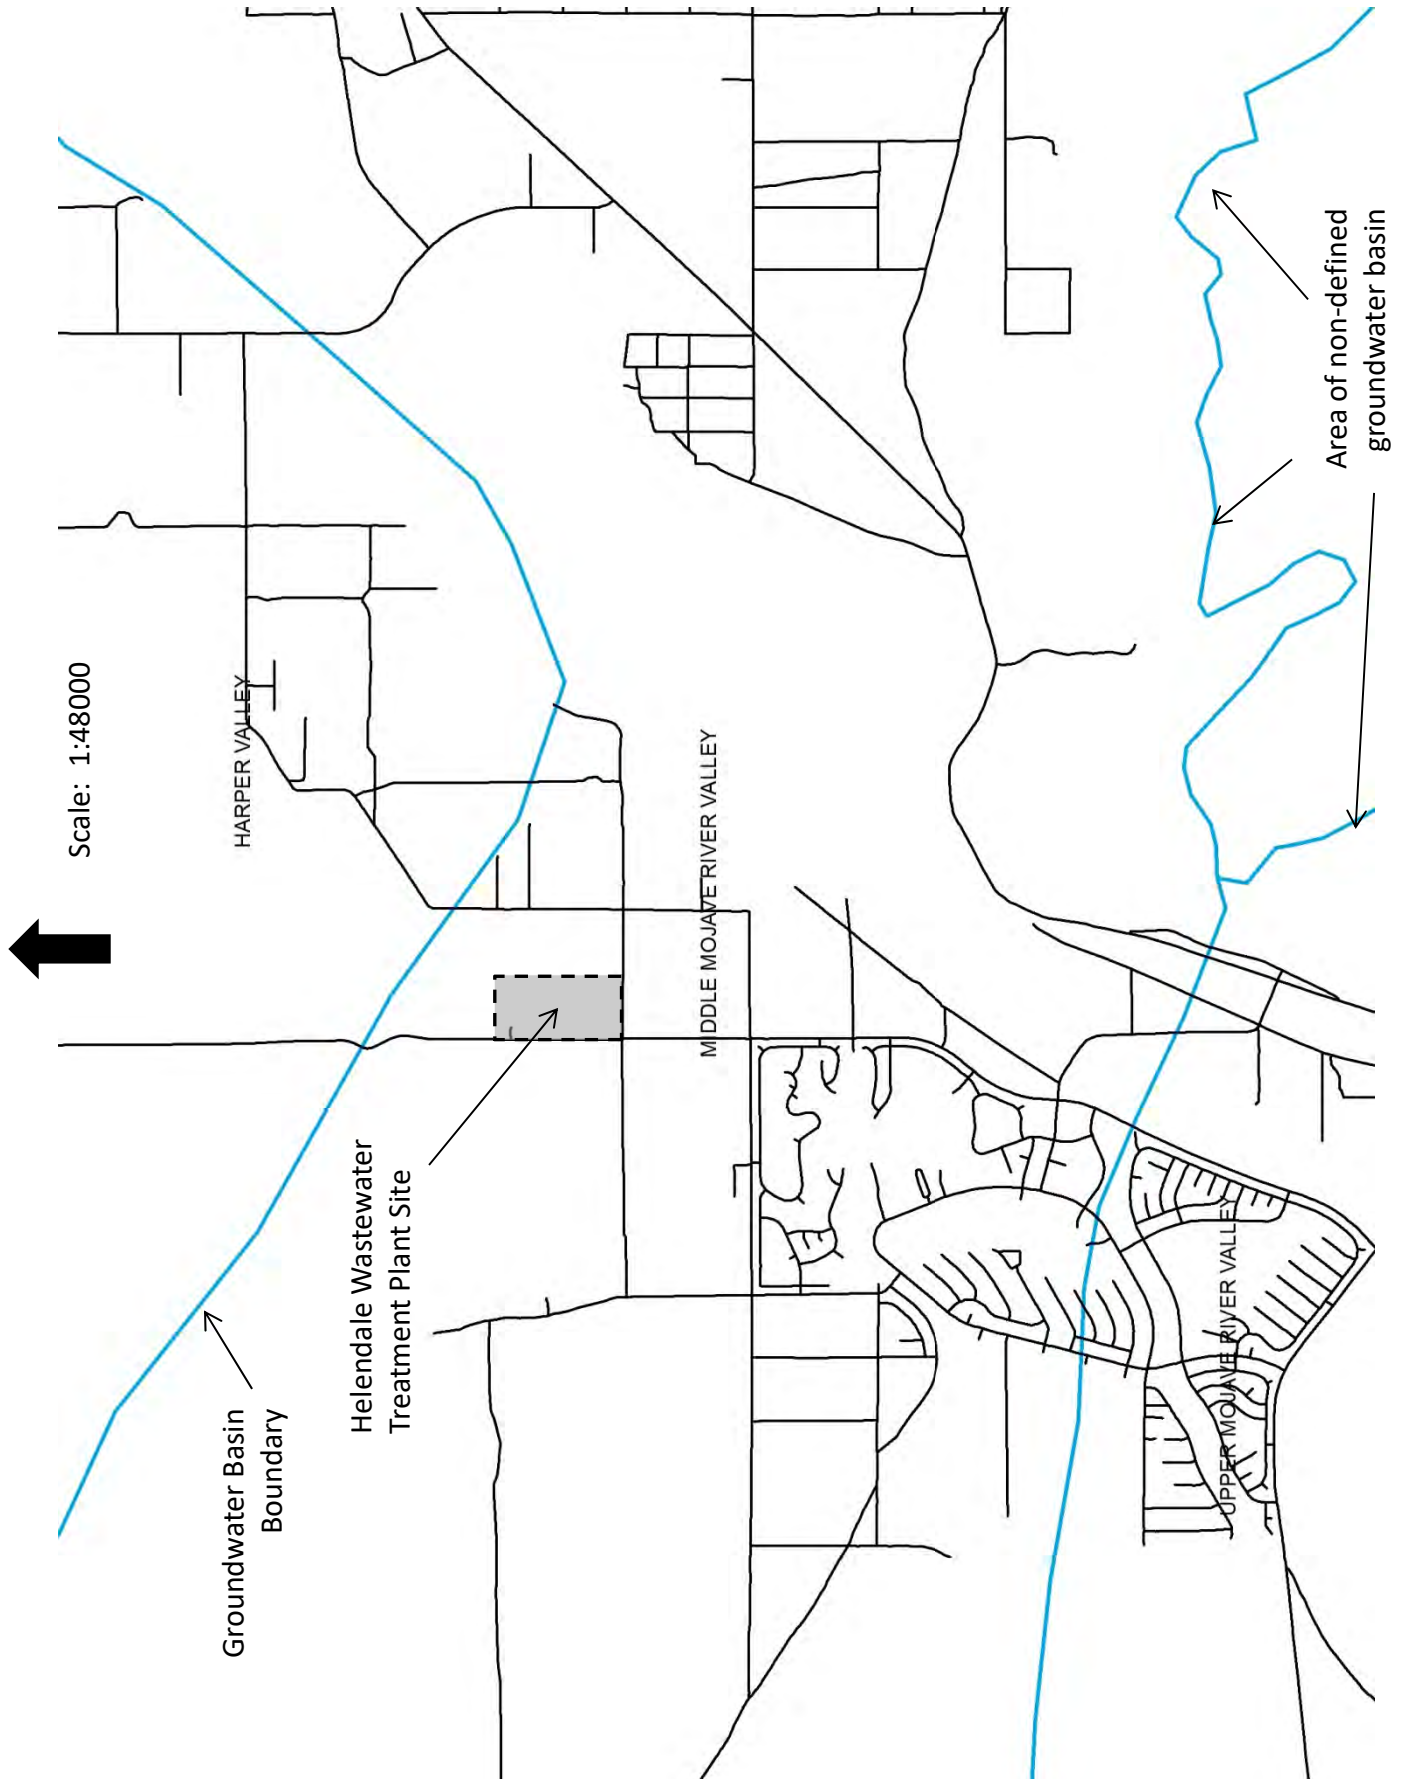 Scale: 1:48000
HARPER VALLEY
Groundwater Basin
Boundary
Helendale Wastewater
Treatment Plant Site
MIDDLE MOJAVE RIVER VALLEY
UPPER MOJAVE RIVER VALLEY
Area of non-defined
groundwater basin